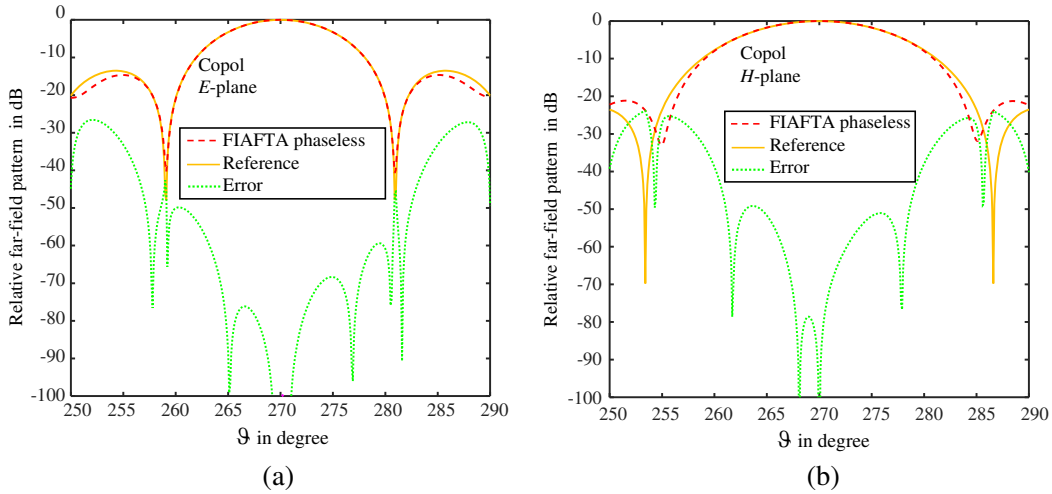 0
-10
-20
-30
-40
-50
-60
-70
-80
-90
-100
250 255 260 265 270 275 280 285 290
Relative far-field pattern in dB
ϑ in degree
Copol
E-plane
FIAFTA phaseless
Reference
Error
(a)
0
-10
-20
-30
-40
-50
-60
-70
-80
-90
-100
250 255 260 265 270 275 280 285 290
Relative far-field pattern in dB
ϑ in degree
Copol
H-plane
FIAFTA phaseless
Reference
Error
(b)